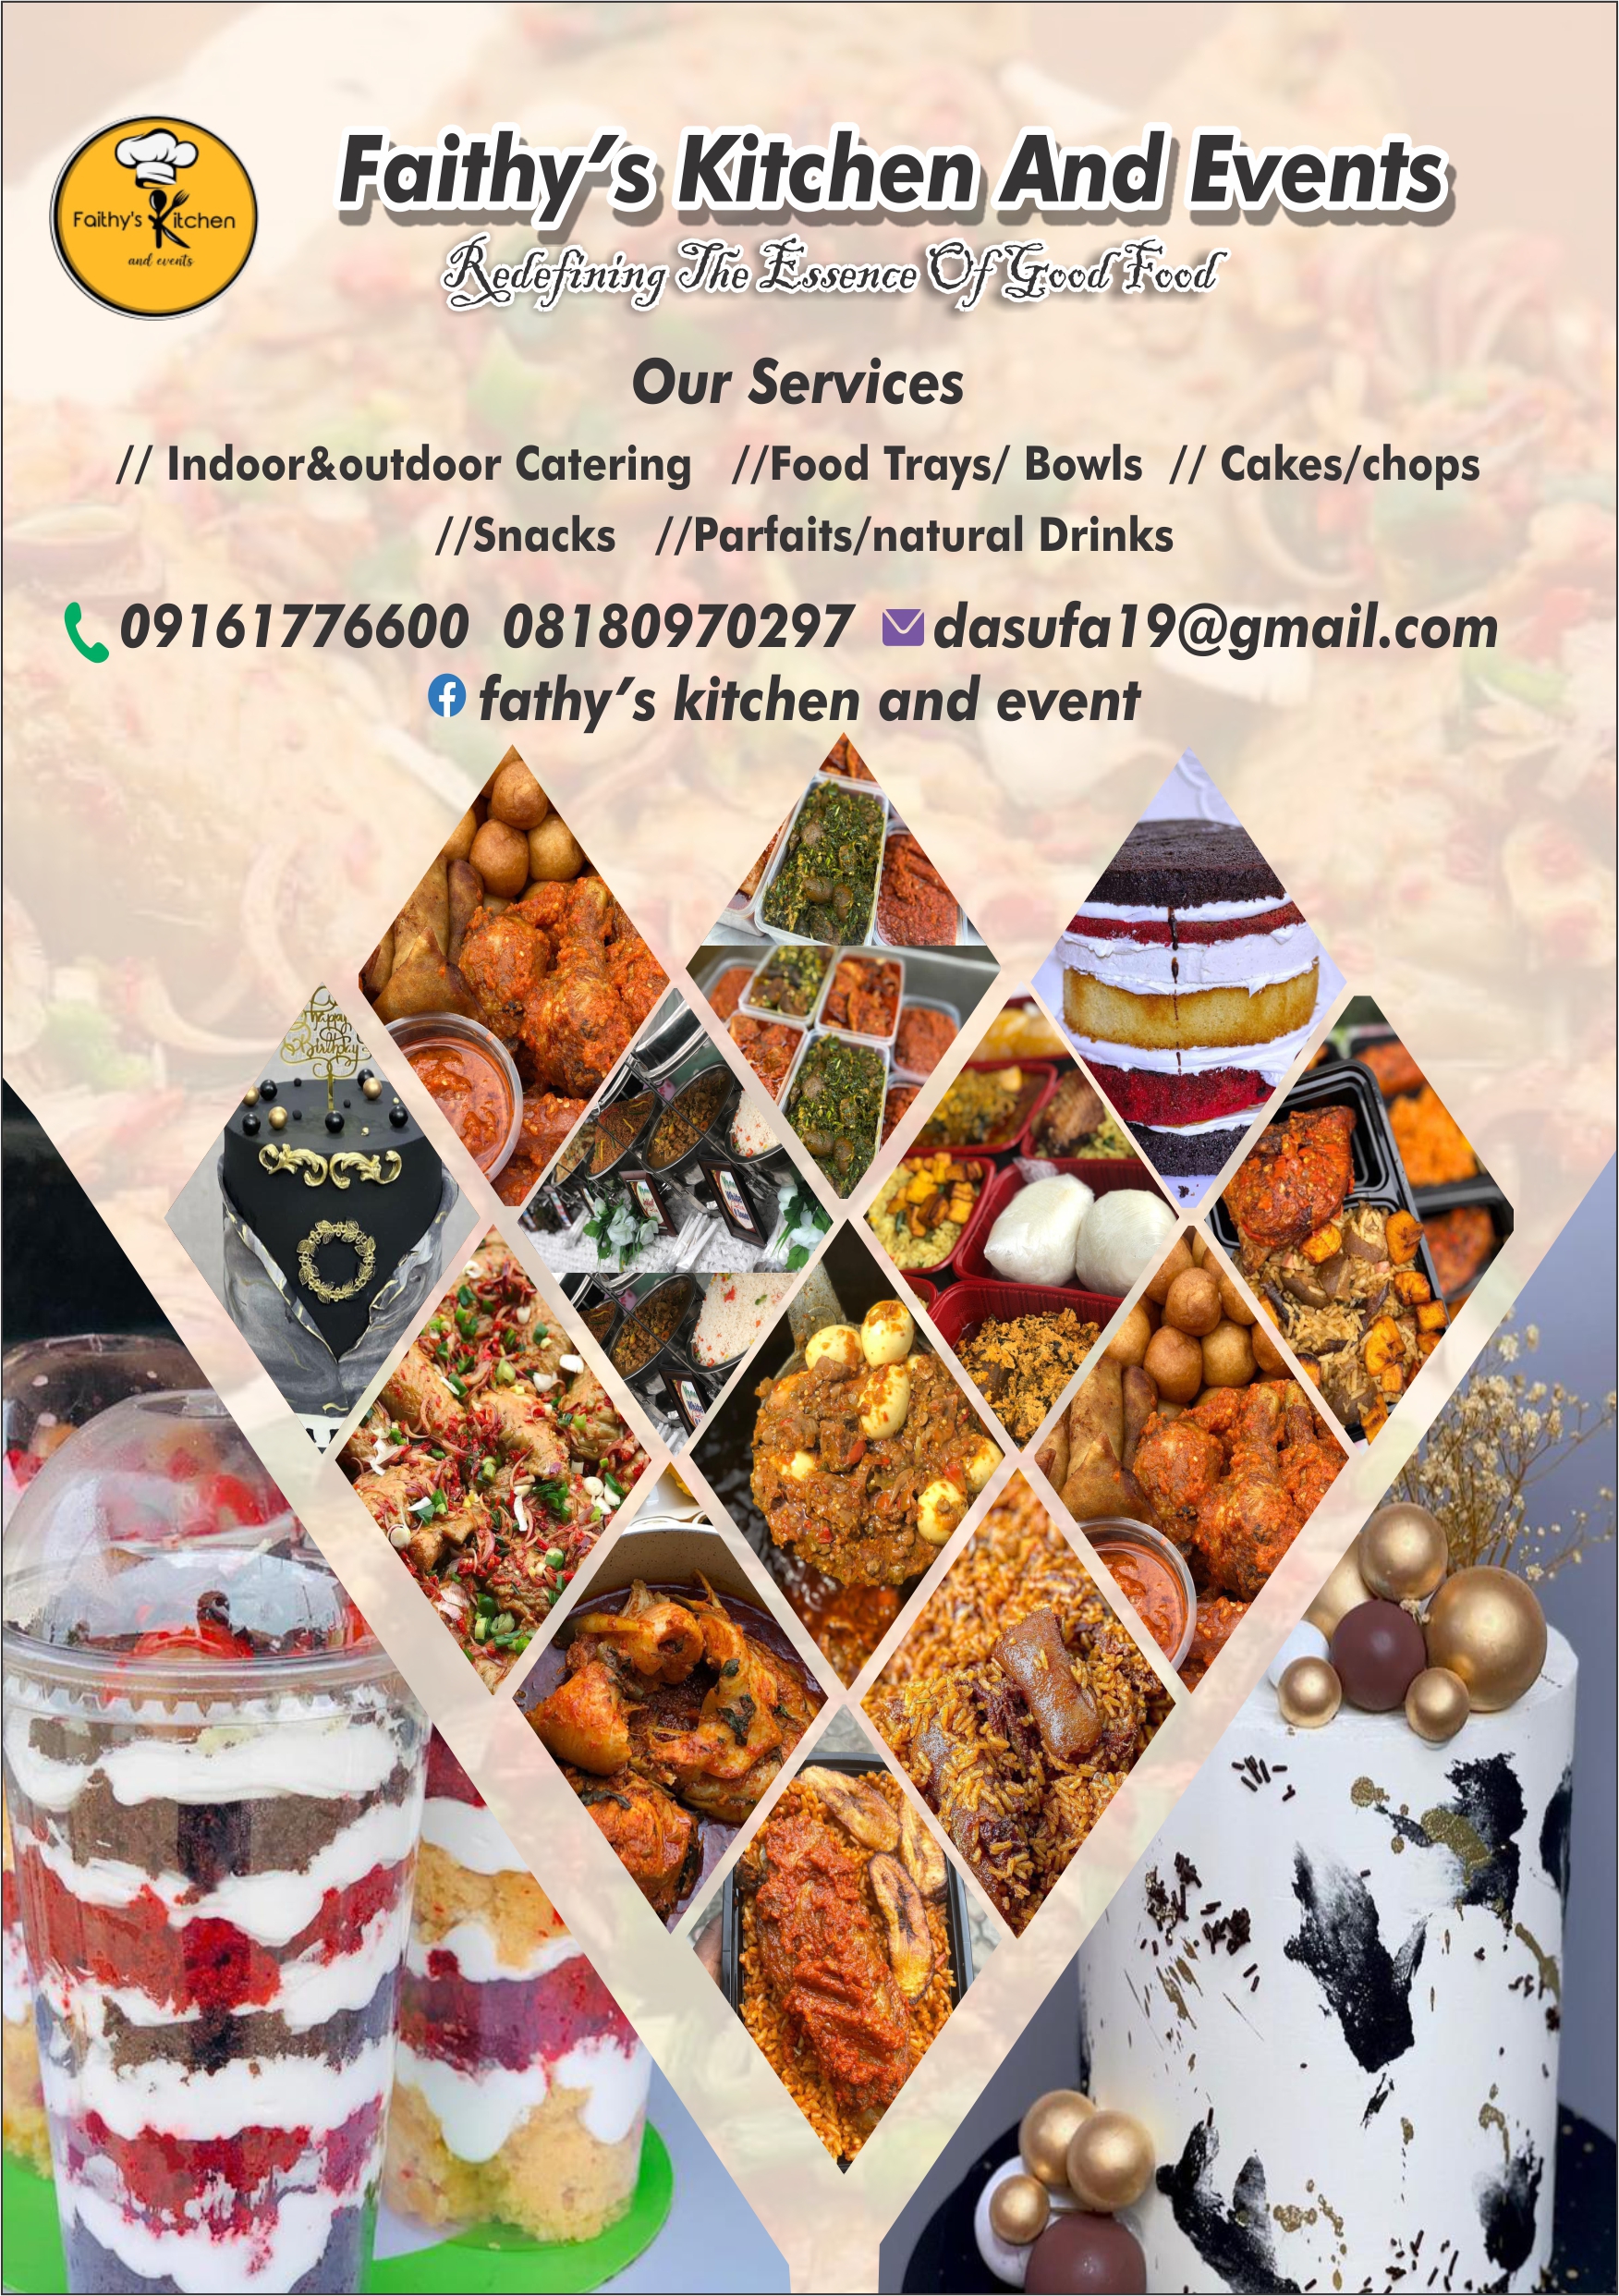 Faithy's Kitchen
and events
Faithy's Kitchen And Events
Redefining The Essence Of Good Food
Our Services
// Indoor&outdoor Catering //Food Trays/ Bowls // Cakes/chops
//Snacks //Parfaits/natural Drinks
09161776600 08180970297 dasufa19@gmail.com
fathy's kitchen and event
happy
Birthday